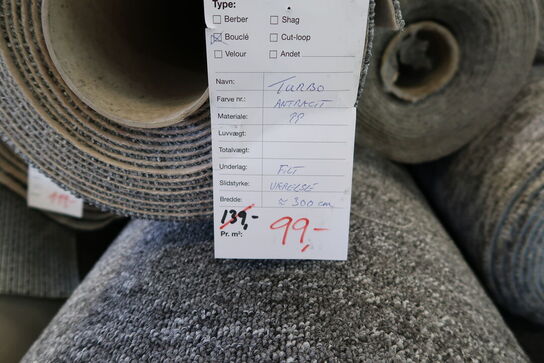 Type:
Berber Shag
Bouclé Cut-loop
Velour Andet
Navn: TURBO
Farve nr.: ANTRACIT
Materiale: PP
Luvvægt:
Totalvægt:
Underlag: FILT
Slidstyrke: VÆRELSE
Bredde: ≈ 300 cm
139,-
Pr. m²: 99,-